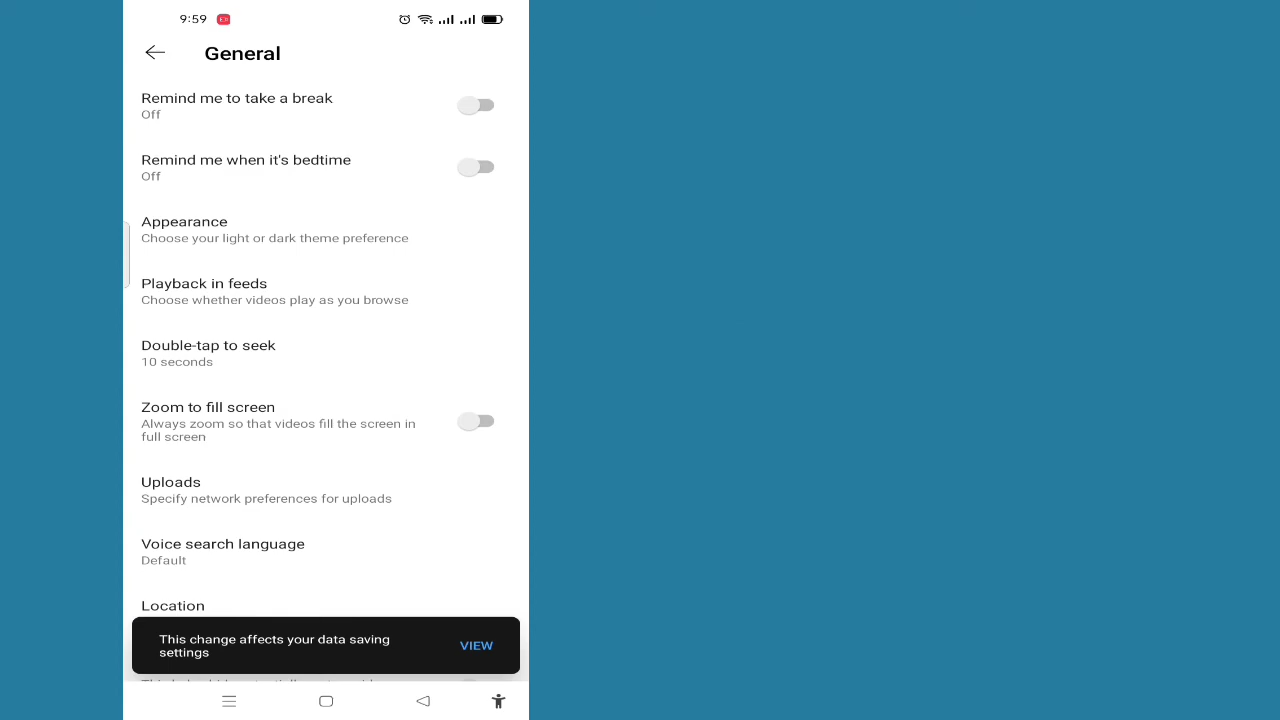 9:59
General
Remind me to take a break
Off
Remind me when it's bedtime
Off
Appearance
Choose your light or dark theme preference
Playback in feeds
Choose whether videos play as you browse
Double-tap to seek
10 seconds
Zoom to fill screen
Always zoom so that videos fill the screen in
full screen
Uploads
Specify network preferences for uploads
Voice search language
Default
Location
This change affects your data saving
settings
VIEW